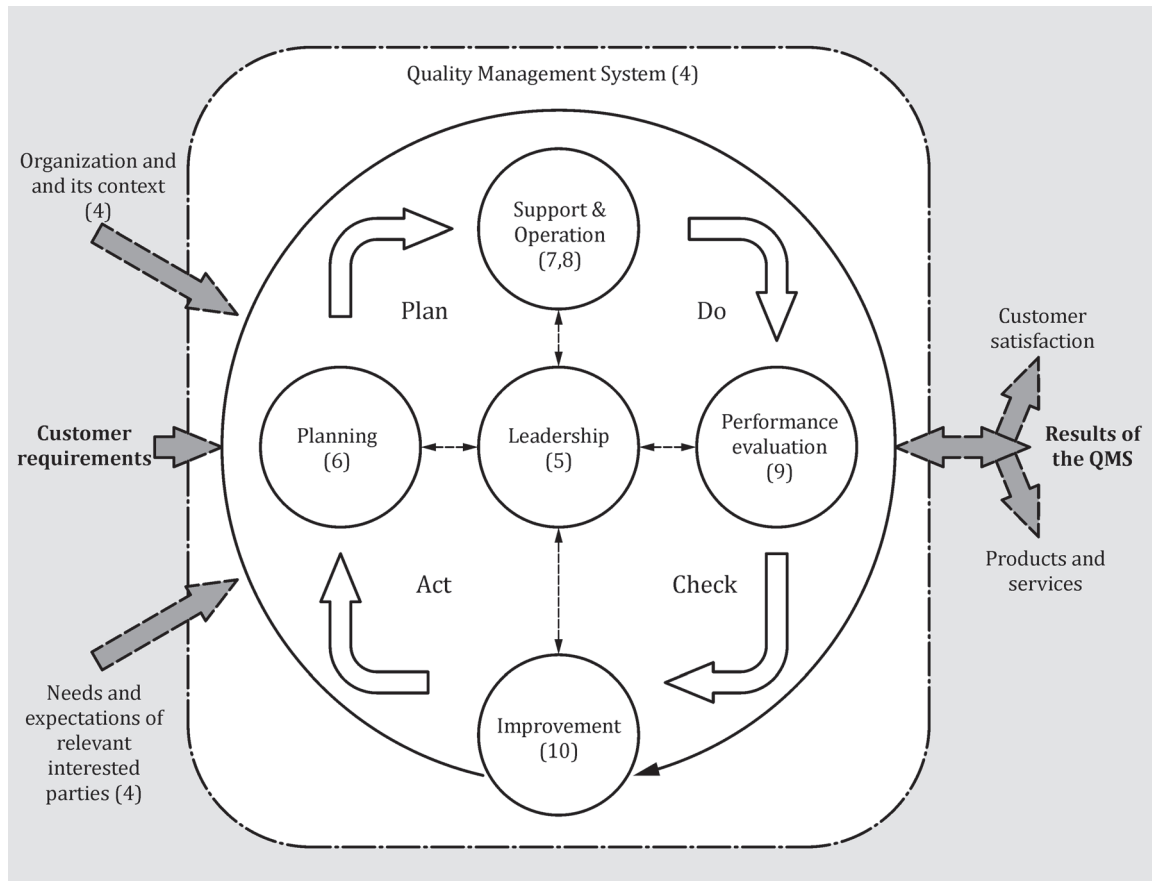 Quality Management System (4)
Organization and
and its context
(4)
Support &
Operation
(7,8)
Plan
Do
Customer
satisfaction
Customer
requirements
Planning
(6)
Leadership
(5)
Performance
evaluation
(9)
Results of
the QMS
Act
Check
Products and
services
Needs and
expectations of
relevant
interested
parties (4)
Improvement
(10)